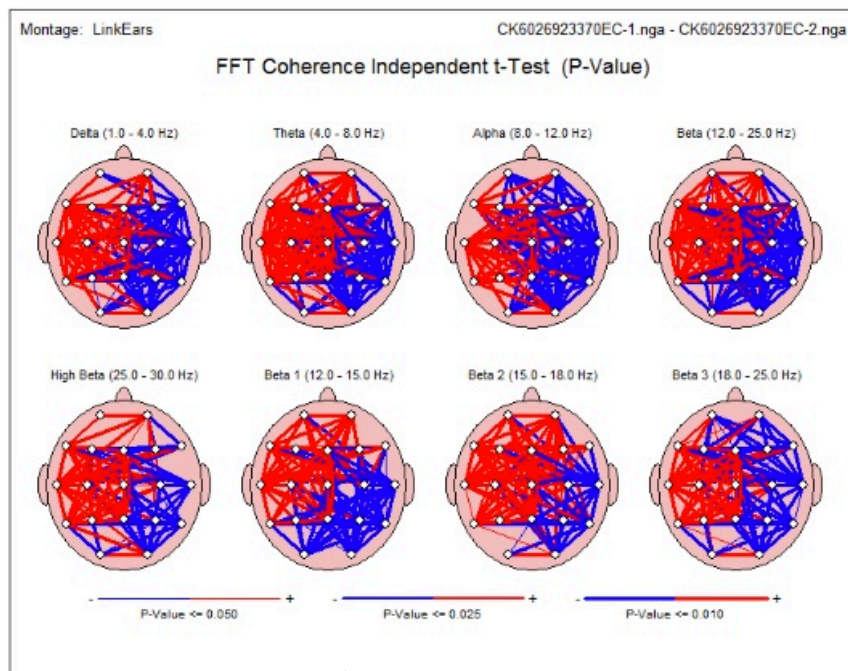 Montage: LinkEars CK6026923370EC-1.nga - CK6026923370EC-2.nga
FFT Coherence Independent t-Test (P-Value)
Delta (1.0 - 4.0 Hz) Theta (4.0 - 8.0 Hz) Alpha (8.0 - 12.0 Hz) Beta (12.0 - 25.0 Hz)
High Beta (25.0 - 30.0 Hz) Beta 1 (12.0 - 15.0 Hz) Beta 2 (15.0 - 18.0 Hz) Beta 3 (18.0 - 25.0 Hz)
- + - + - +
P-Value <= 0.050 P-Value <= 0.025 P-Value <= 0.010